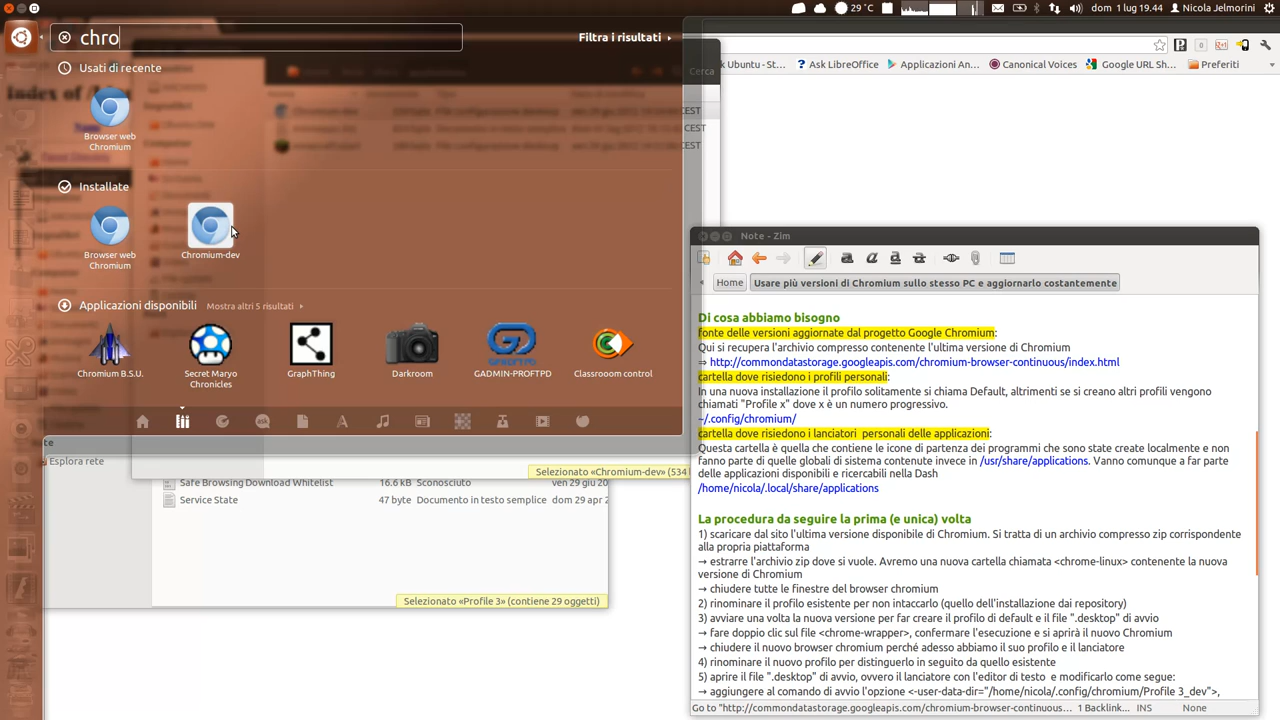 29 °C
dom 1 lug 19.44
Nicola Jelmorini
chro
Filtra i risultati
Usati di recente
Browser web
Chromium
Installate
Browser web
Chromium
Chromium-dev
Applicazioni disponibili
Mostra altri 5 risultati
Chromium B.S.U.
Secret Maryo
Chronicles
GraphThing
Darkroom
GADMIN-PROFTPD
Classrooom control
Cerca
Ubuntu - St...
Ask LibreOffice
Applicazioni An...
Canonical Voices
Google URL Sh...
Preferiti
CEST
CEST
CEST
Esplora rete
Selezionato «Chromium-dev» (534
Safe Browsing Download Whitelist 16.6 kB Sconosciuto ven 29 giu 20
Service State 47 byte Documento in testo semplice dom 29 apr 2
Selezionato «Profile 3» (contiene 29 oggetti)
Note - Zim
Home
Usare più versioni di Chromium sullo stesso PC e aggiornarlo costantemente
Di cosa abbiamo bisogno
fonte delle versioni aggiornate dal progetto Google Chromium:
Qui si recupera l'archivio compresso contenente l'ultima versione di Chromium
⇒ http://commondatastorage.googleapis.com/chromium-browser-continuous/index.html
cartella dove risiedono i profili personali:
In una nuova installazione il profilo solitamente si chiama Default, altrimenti se si creano altri profili vengono
chiamati "Profile x" dove x è un numero progressivo.
~/.config/chromium/
cartella dove risiedono i lanciatori  personali delle applicazioni:
Questa cartella è quella che contiene le icone di partenza dei programmi che sono state create localmente e non
fanno parte di quelle globali di sistema contenute invece in /usr/share/applications. Vanno comunque a far parte
delle applicazioni disponibili e ricercabili nella Dash
/home/nicola/.local/share/applications
La procedura da seguire la prima (e unica) volta
1) scaricare dal sito l'ultima versione disponibile di Chromium. Si tratta di un archivio compresso zip corrispondente
alla propria piattaforma
→ estrarre l'archivio zip dove si vuole. Avremo una nuova cartella chiamata <chrome-linux> contenente la nuova
versione di Chromium
→ chiudere tutte le finestre del browser chromium
2) rinominare il profilo esistente per non intaccarlo (quello dell'installazione dai repository)
3) avviare una volta la nuova versione per far creare il profilo di default e il file ".desktop" di avvio
→ fare doppio clic sul file <chrome-wrapper>, confermare l'esecuzione e si aprirà il nuovo Chromium
→ chiudere il nuovo browser chromium perché adesso abbiamo il suo profilo e il lanciatore
4) rinominare il nuovo profilo per distinguerlo in seguito da quello esistente
5) aprire il file ".desktop" di avvio, ovvero il lanciatore con l'editor di testo  e modificarlo come segue:
→ aggiungere al comando di avvio l'opzione <-user-data-dir="/home/nicola/.config/chromium/Profile 3_dev">,
Go to "http://commondatastorage.googleapis.com/chromium-browser-continuous...
1 Backlink...
INS
None